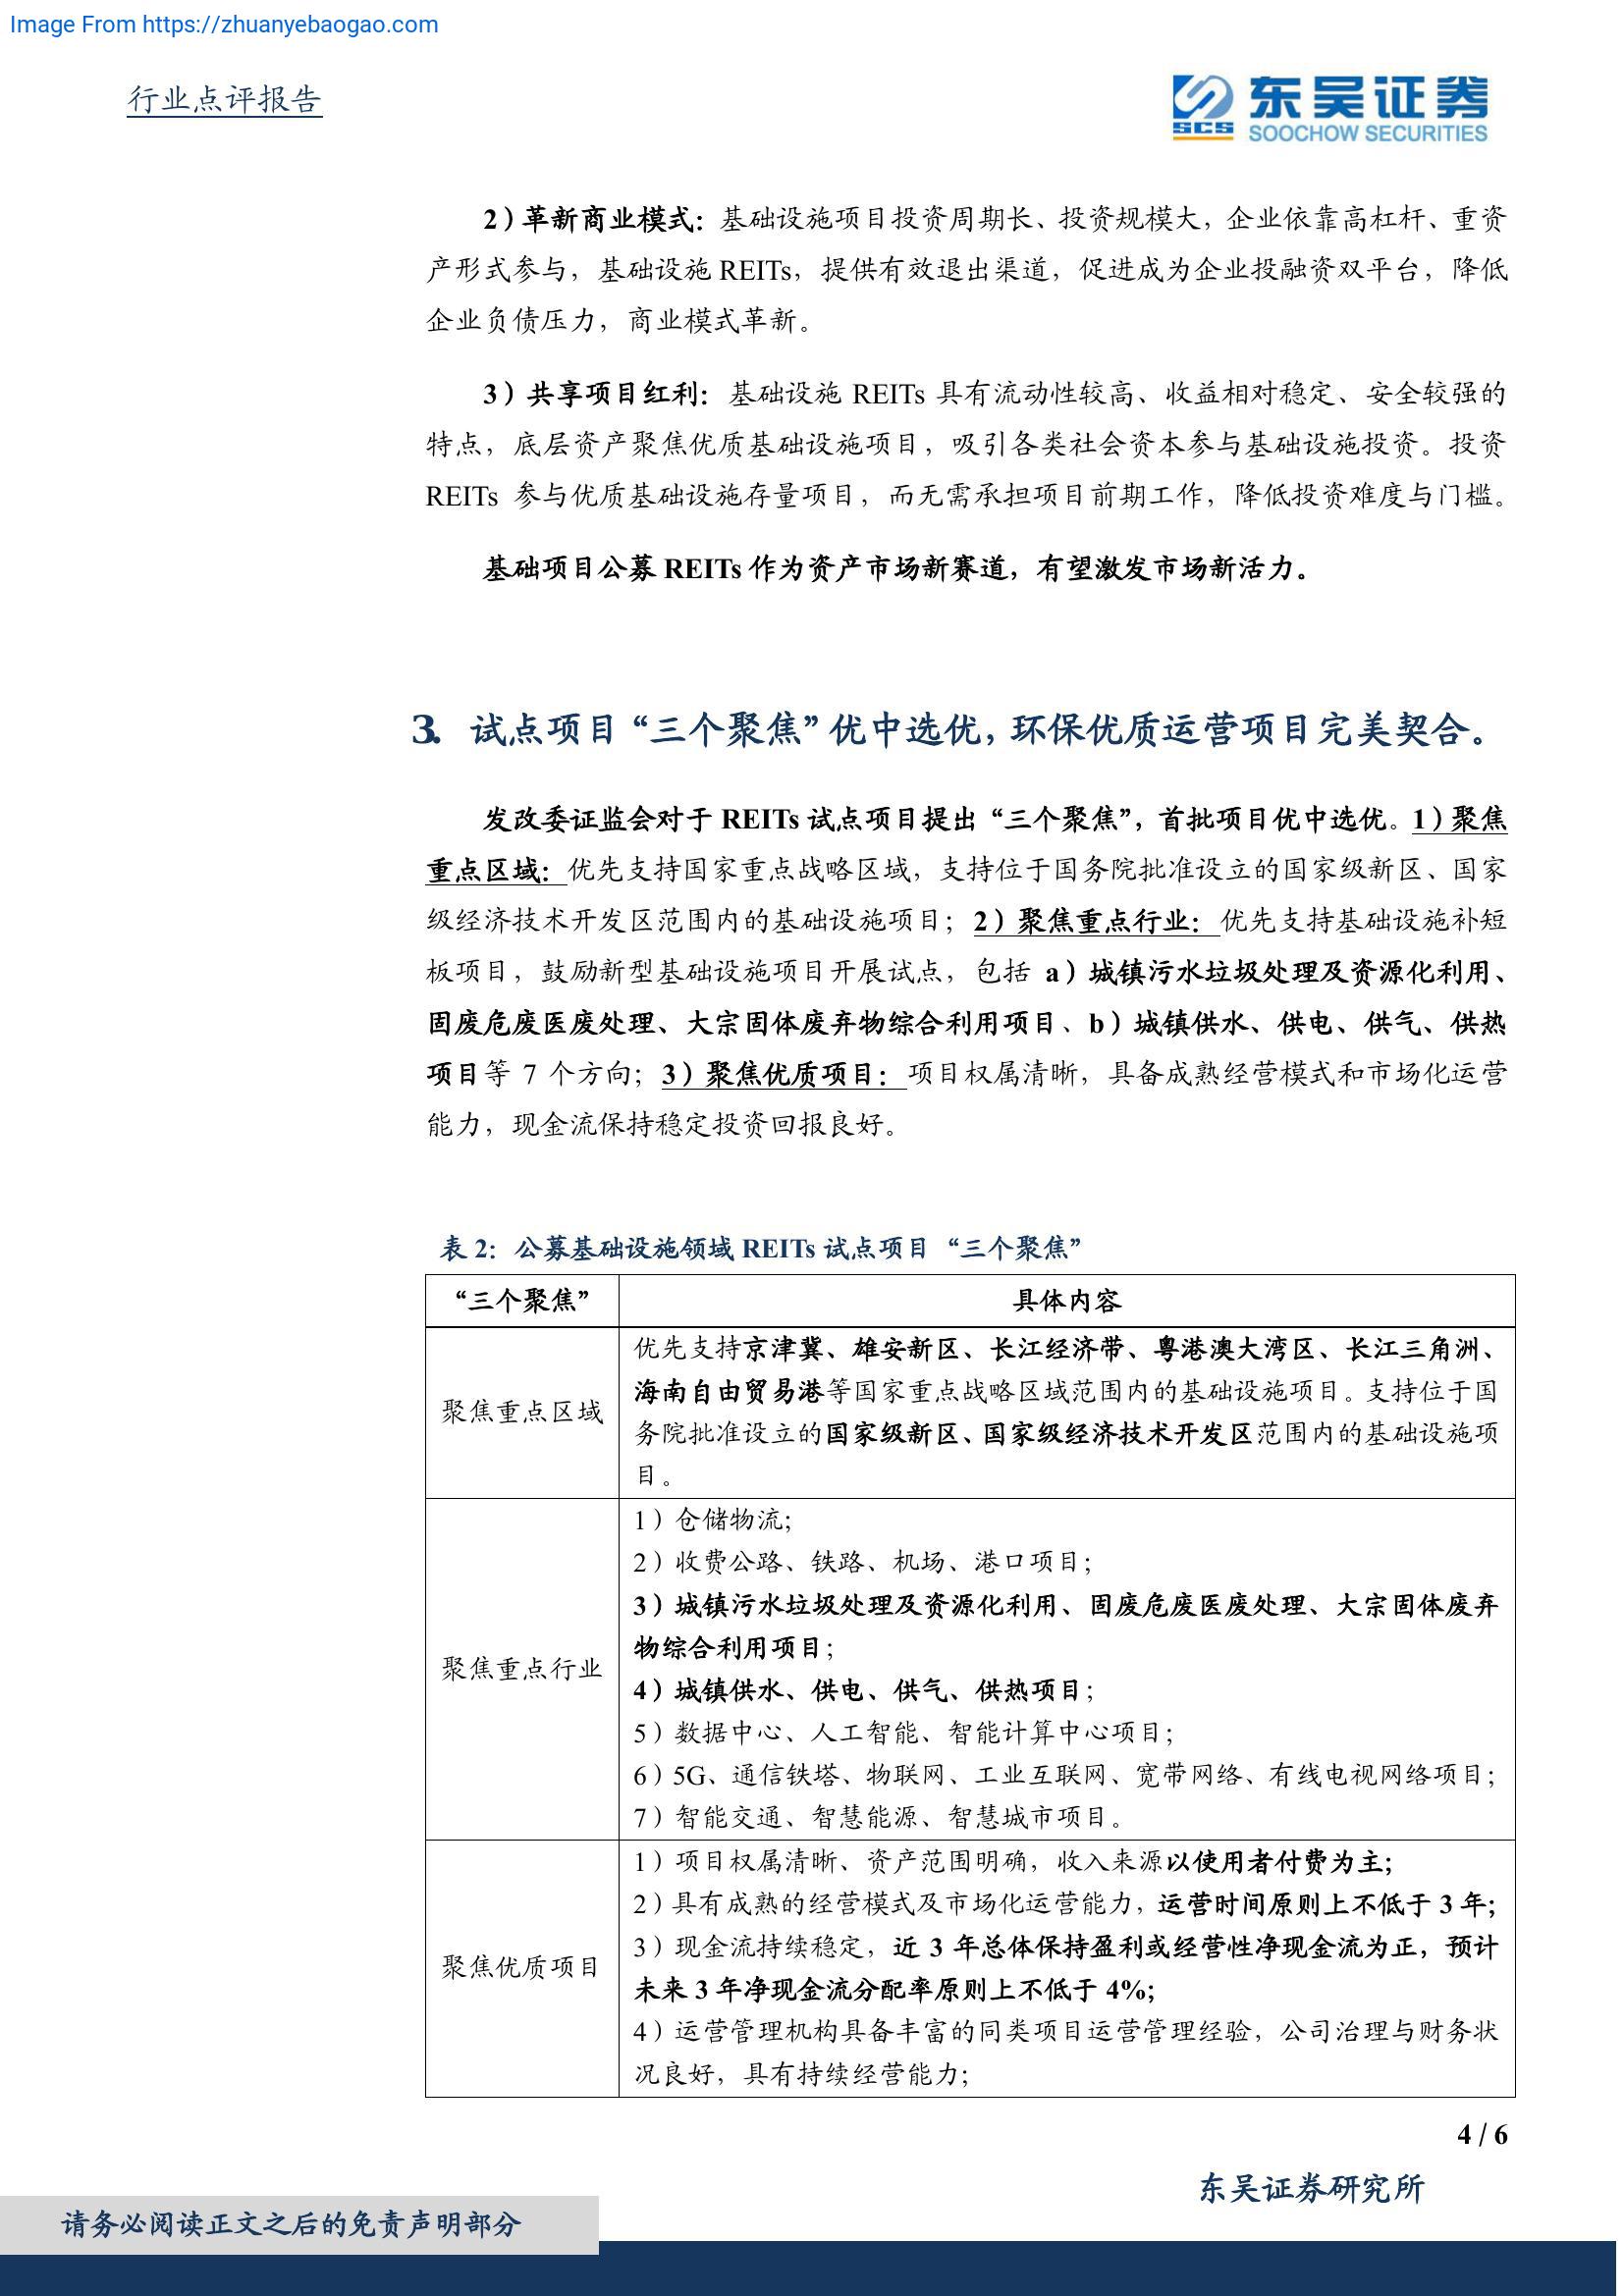 Image From https://zhuanyebaogao.com
行业点评报告
SCS
东吴证券
SOOCHOW SECURITIES
2）革新商业模式：基础设施项目投资周期长、投资规模大，企业依靠高杠杆、重资
产形式参与，基础设施 REITs，提供有效退出渠道，促进成为企业投融资双平台，降低
企业负债压力，商业模式革新。
3）共享项目红利：基础设施 REITs 具有流动性较高、收益相对稳定、安全较强的
特点，底层资产聚焦优质基础设施项目，吸引各类社会资本参与基础设施投资。投资
REITs 参与优质基础设施存量项目，而无需承担项目前期工作，降低投资难度与门槛。
基础项目公募 REITs 作为资产市场新赛道，有望激发市场新活力。
3. 试点项目“三个聚焦”优中选优，环保优质运营项目完美契合。
发改委证监会对于 REITs 试点项目提出“三个聚焦”，首批项目优中选优。1）聚焦
重点区域：优先支持国家重点战略区域，支持位于国务院批准设立的国家级新区、国家
级经济技术开发区范围内的基础设施项目；2）聚焦重点行业：优先支持基础设施补短
板项目，鼓励新型基础设施项目开展试点，包括 a）城镇污水垃圾处理及资源化利用、
固废危废医废处理、大宗固体废弃物综合利用项目、b）城镇供水、供电、供气、供热
项目等 7 个方向；3）聚焦优质项目：项目权属清晰，具备成熟经营模式和市场化运营
能力，现金流保持稳定投资回报良好。
表 2：公募基础设施领域 REITs 试点项目“三个聚焦”
“三个聚焦”
具体内容
聚焦重点区域
优先支持京津冀、雄安新区、长江经济带、粤港澳大湾区、长江三角洲、
海南自由贸易港等国家重点战略区域范围内的基础设施项目。支持位于国
务院批准设立的国家级新区、国家级经济技术开发区范围内的基础设施项
目。
聚焦重点行业
1）仓储物流；
2）收费公路、铁路、机场、港口项目；
3）城镇污水垃圾处理及资源化利用、固废危废医废处理、大宗固体废弃
物综合利用项目；
4）城镇供水、供电、供气、供热项目；
5）数据中心、人工智能、智能计算中心项目；
6）5G、通信铁塔、物联网、工业互联网、宽带网络、有线电视网络项目；
7）智能交通、智慧能源、智慧城市项目。
聚焦优质项目
1）项目权属清晰、资产范围明确，收入来源以使用者付费为主；
2）具有成熟的经营模式及市场化运营能力，运营时间原则上不低于 3 年；
3）现金流持续稳定，近 3 年总体保持盈利或经营性净现金流为正，预计
未来 3 年净现金流分配率原则上不低于 4%；
4）运营管理机构具备丰富的同类项目运营管理经验，公司治理与财务状
况良好，具有持续经营能力；
4 / 6
东吴证券研究所
请务必阅读正文之后的免责声明部分